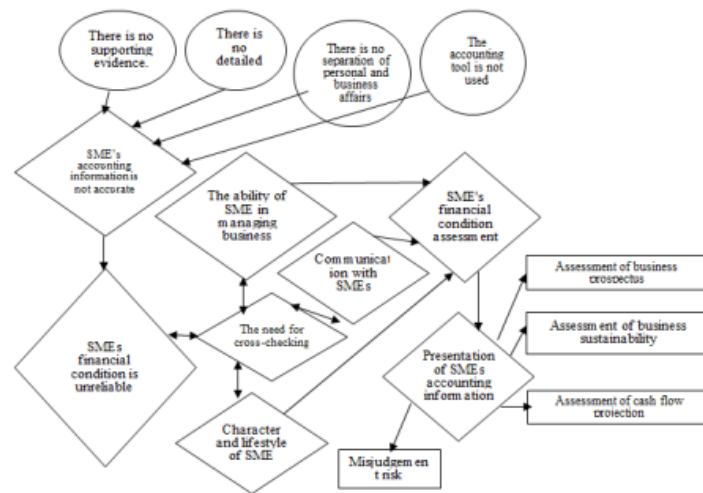 There is no
supporting
evidence.
There is
no
detailed
There is no
separation of
personal and
business
affairs
The
accounting
tool is not
used
SME's
accounting
information is
not accurate
The ability of
SME in
managing
business
SME's
financial
condition
assessment
Communicat
ion with
SMEs
Assessment of business
prospectus
The need for
cross-checking
Assessment of business
sustainability
SMEs
financial
condition is
unreliable
Presentation
of SMEs
accounting
information
Assessment of cash flow
projection
Character
and lifestyle
of SME
Misjudgemen
t risk